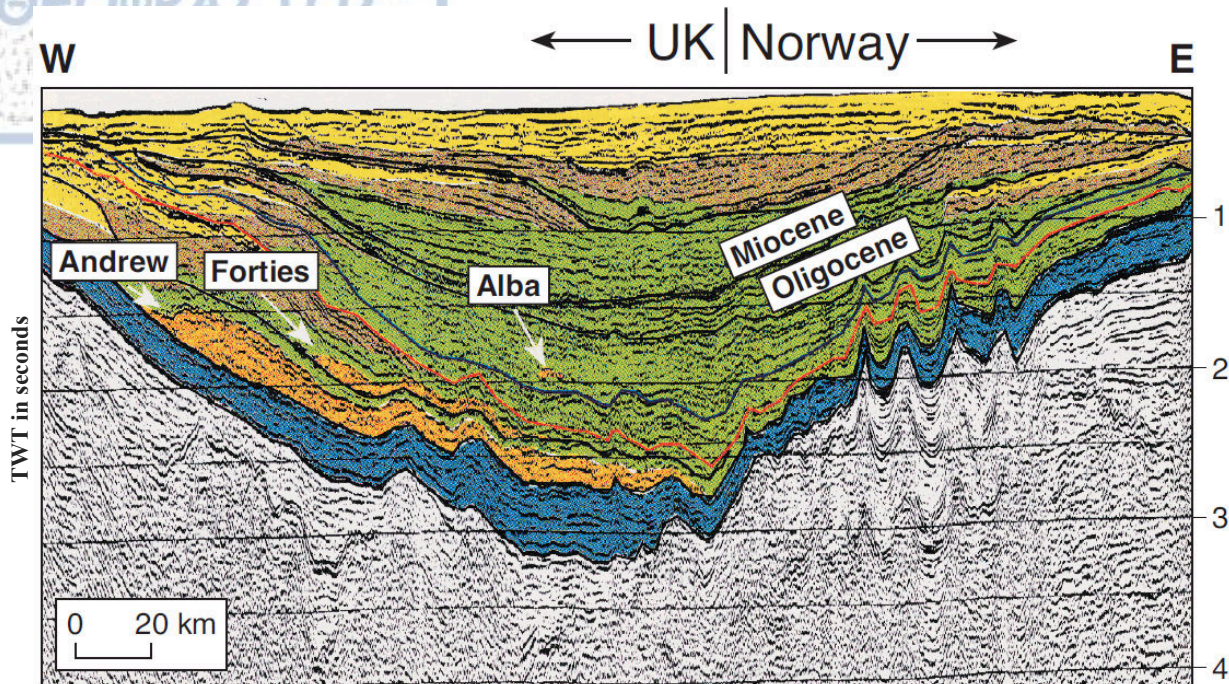 UK Norway
W
E
Miocene
Oligocene
Andrew
Forties
Alba
TWT in seconds
1
2
3
4
0 20 km